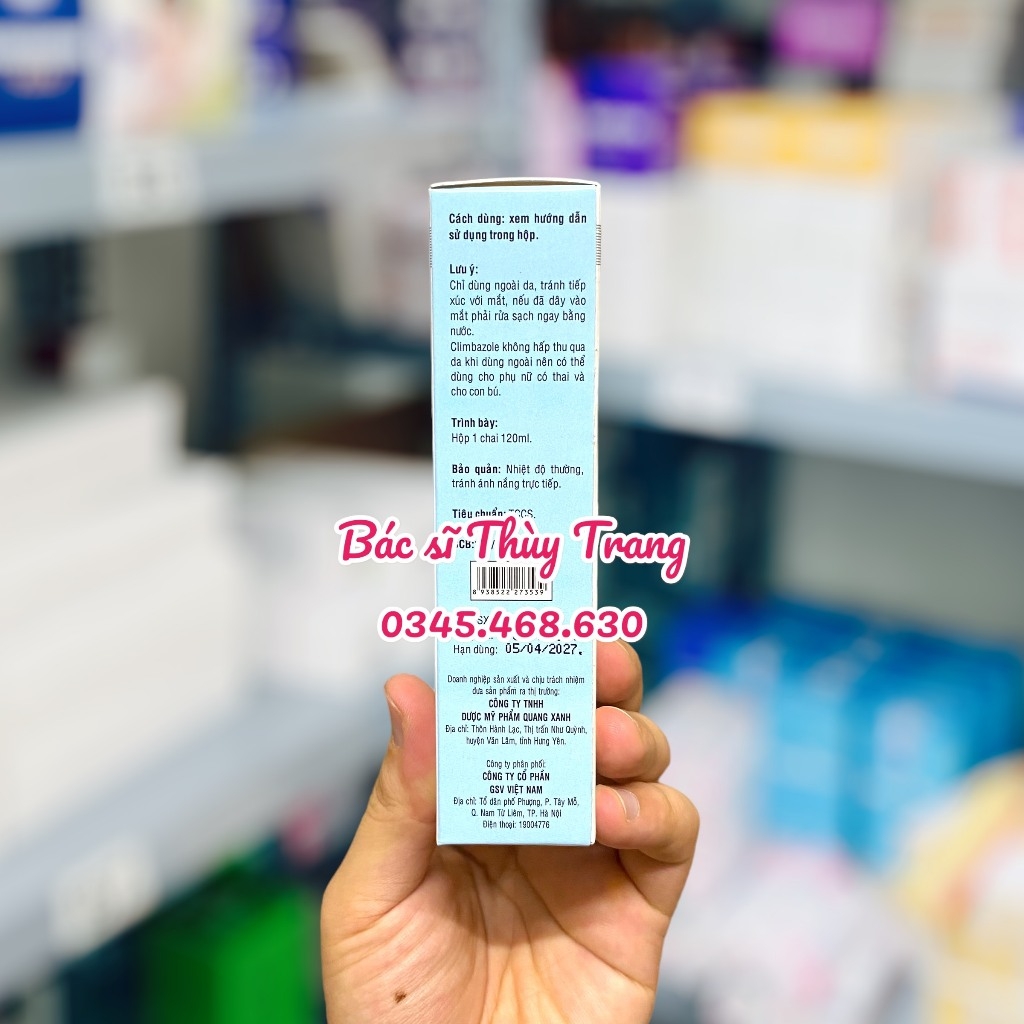 Cách dùng: xem hướng dẫn
sử dụng trong hộp.
Lưu ý:
Chỉ dùng ngoài da, tránh tiếp
xúc với mắt, nếu đã dây vào
mắt phải rửa sạch ngay bằng
nước.
Climbazole không hấp thu qua
da khi dùng ngoài nên có thể
dùng cho phụ nữ có thai và
cho con bú.
Trình bày:
Hộp 1 chai 120ml.
Bảo quản: Nhiệt độ thường,
tránh ánh nắng trực tiếp.
Tiêu chuẩn: TCCS.
Bác sĩ Thùy Trang
8 938522 273539
0345.468.630
Hạn dùng: 05/04/2027.
Doanh nghiệp sản xuất và chịu trách nhiệm
đưa sản phẩm ra thị trường:
CÔNG TY TNHH
DƯỢC MỸ PHẨM QUANG XANH
Địa chỉ: Thôn Hành Lạc, Thị trấn Như Quỳnh,
huyện Văn Lâm, tỉnh Hưng Yên.
Công ty phân phối:
CÔNG TY CỔ PHẦN
GSV VIỆT NAM
Địa chỉ: Tổ dân phố Phượng, P. Tây Mỗ,
Q. Nam Từ Liêm, TP. Hà Nội
Điện thoại: 19004776